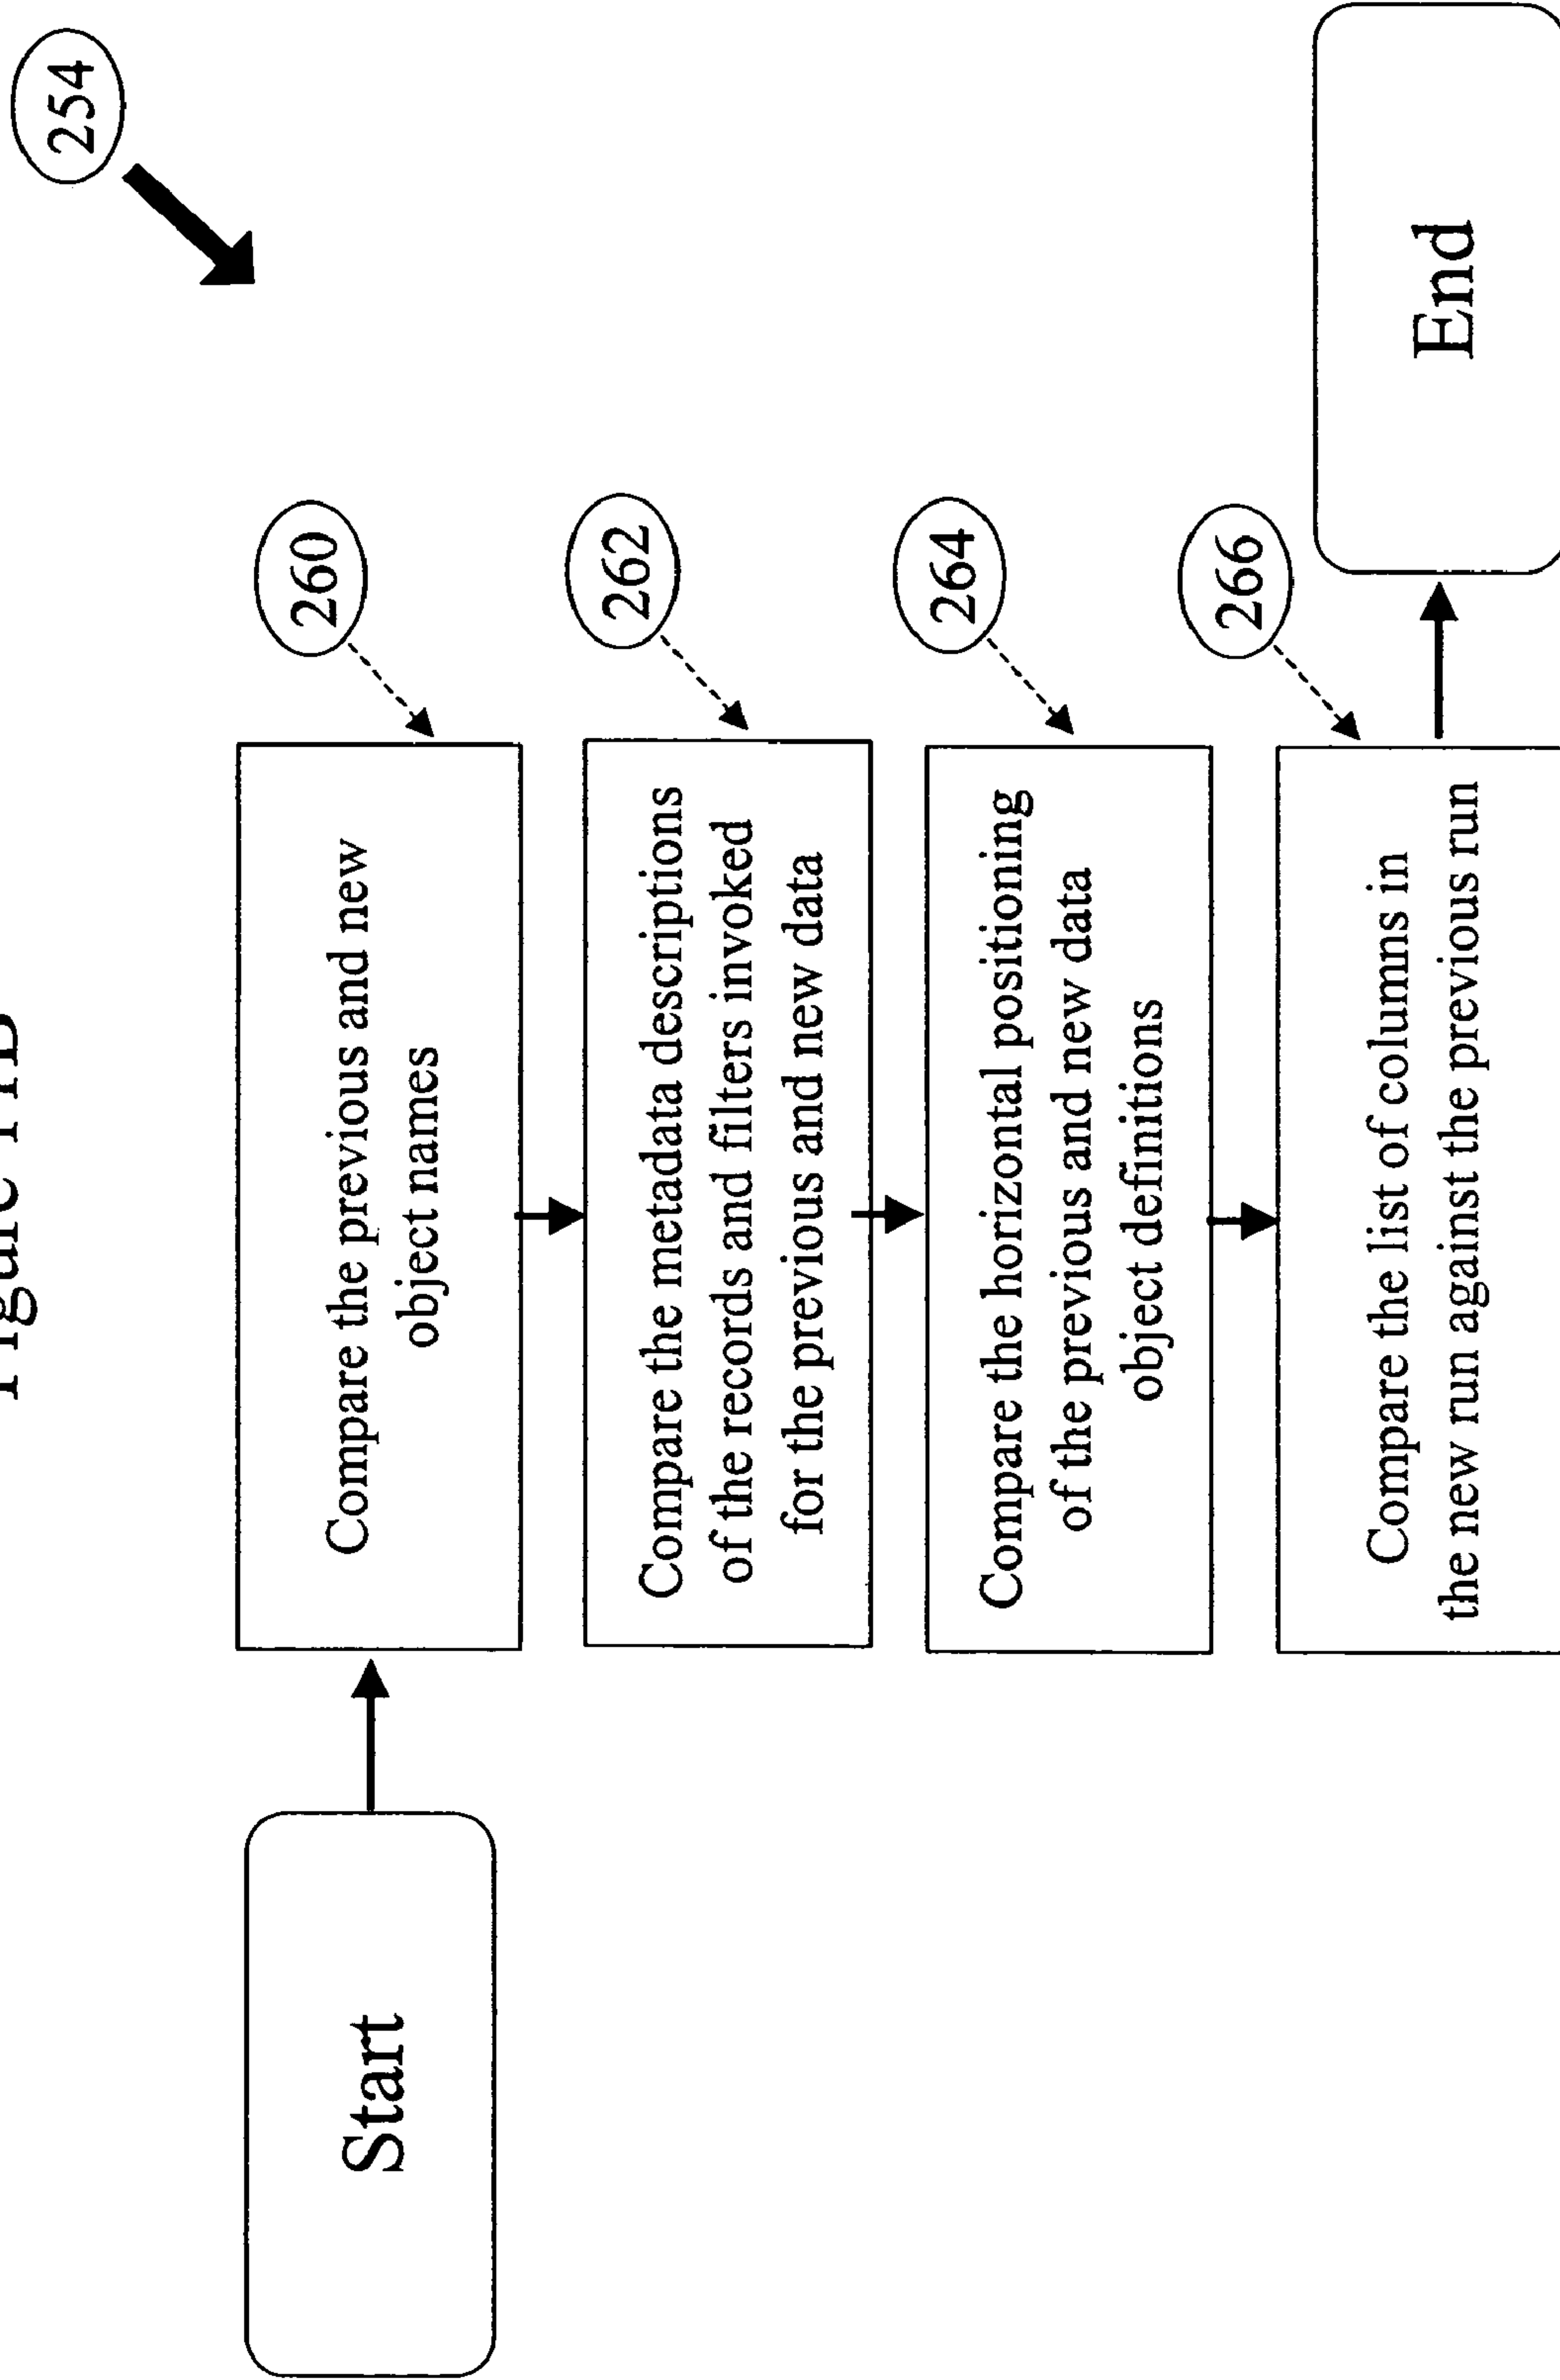 Figure
254
Start
Compare the previous and new
object names
260
Compare the metadata descriptions
of the records and filters invoked
for the previous and new data
262
Compare the horizontal positioning
of the previous and new data
object definitions
264
Compare the list of columns in
the new run against the previous run
266
End